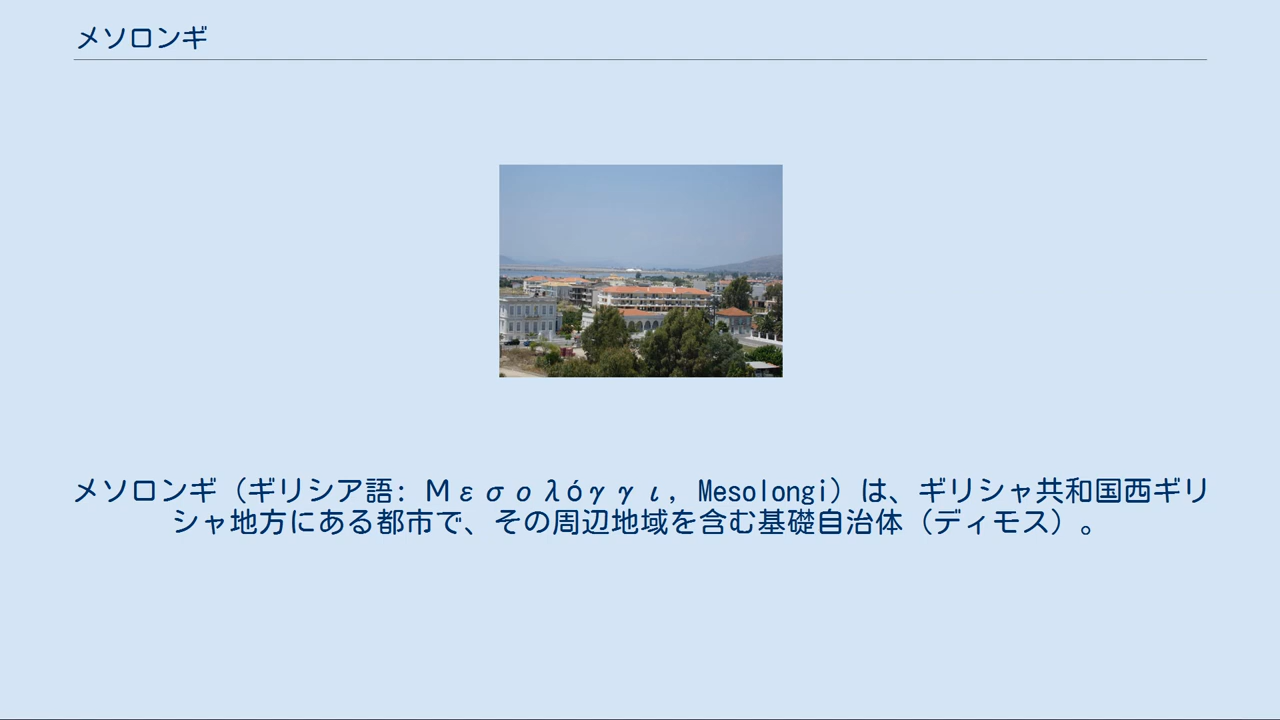 メソロンギ
メソロンギ（ギリシア語: Μεσολόγγι, Mesolongi）は、ギリシャ共和国西ギリ
シャ地方にある都市で、その周辺地域を含む基礎自治体（ディモス）。